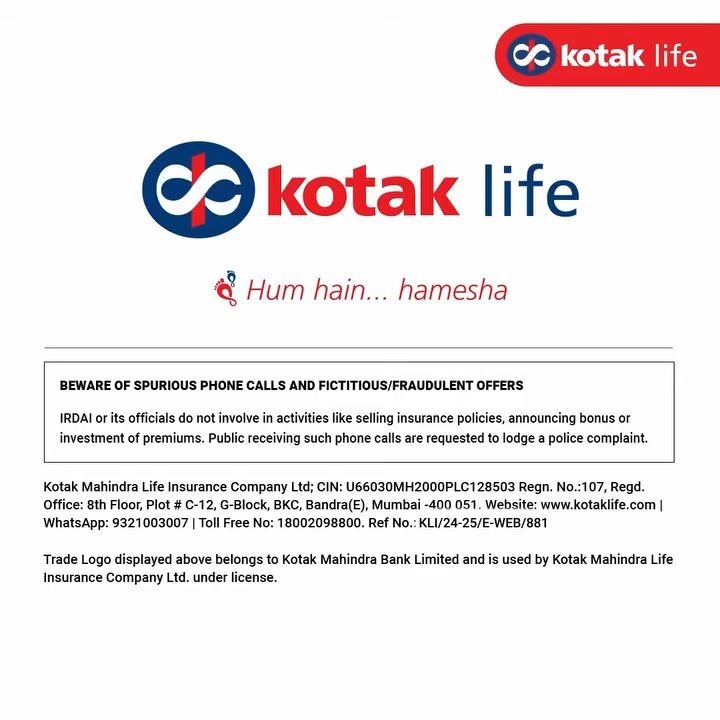 kotak life
kotak life
Hum hain... hamesha
BEWARE OF SPURIOUS PHONE CALLS AND FICTITIOUS/FRAUDULENT OFFERS
IRDAI or its officials do not involve in activities like selling insurance policies, announcing bonus or
investment of premiums. Public receiving such phone calls are requested to lodge a police complaint.
Kotak Mahindra Life Insurance Company Ltd; CIN: U66030MH2000PLC128503 Regn. No.:107, Regd.
Office: 8th Floor, Plot # C-12, G-Block, BKC, Bandra(E), Mumbai -400 051. Website: www.kotaklife.com |
WhatsApp: 9321003007 | Toll Free No: 18002098800. Ref No.: KLI/24-25/E-WEB/881
Trade Logo displayed above belongs to Kotak Mahindra Bank Limited and is used by Kotak Mahindra Life
Insurance Company Ltd. under license.